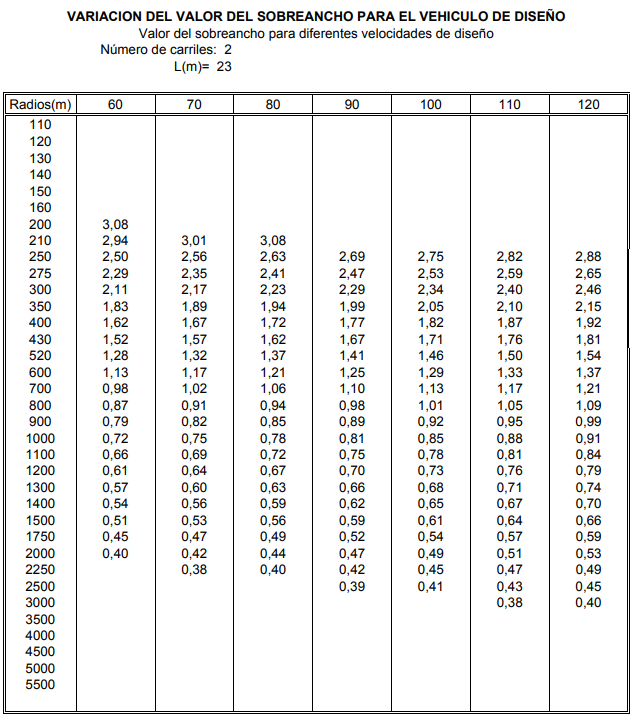 VARIACION DEL VALOR DEL SOBREANCHO PARA EL VEHICULO DE DISEÑO
Valor del sobreancho para diferentes velocidades de diseño
Número de carriles: 2
L(m)= 23
Radios(m) 60 70 80 90 100 110 120
110
120
130
140
150
160
200 3,08
210 2,94 3,01 3,08
250 2,50 2,56 2,63 2,69 2,75 2,82 2,88
275 2,29 2,35 2,41 2,47 2,53 2,59 2,65
300 2,11 2,17 2,23 2,29 2,34 2,40 2,46
350 1,83 1,89 1,94 1,99 2,05 2,10 2,15
400 1,62 1,67 1,72 1,77 1,82 1,87 1,92
430 1,52 1,57 1,62 1,67 1,71 1,76 1,81
520 1,28 1,32 1,37 1,41 1,46 1,50 1,54
600 1,13 1,17 1,21 1,25 1,29 1,33 1,37
700 0,98 1,02 1,06 1,10 1,13 1,17 1,21
800 0,87 0,91 0,94 0,98 1,01 1,05 1,09
900 0,79 0,82 0,85 0,89 0,92 0,95 0,99
1000 0,72 0,75 0,78 0,81 0,85 0,88 0,91
1100 0,66 0,69 0,72 0,75 0,78 0,81 0,84
1200 0,61 0,64 0,67 0,70 0,73 0,76 0,79
1300 0,57 0,60 0,63 0,66 0,68 0,71 0,74
1400 0,54 0,56 0,59 0,62 0,65 0,67 0,70
1500 0,51 0,53 0,56 0,59 0,61 0,64 0,66
1750 0,45 0,47 0,49 0,52 0,54 0,57 0,59
2000 0,40 0,42 0,44 0,47 0,49 0,51 0,53
2250 0,38 0,40 0,42 0,45 0,47 0,49
2500 0,39 0,41 0,43 0,45
3000 0,38 0,40
3500
4000
4500
5000
5500